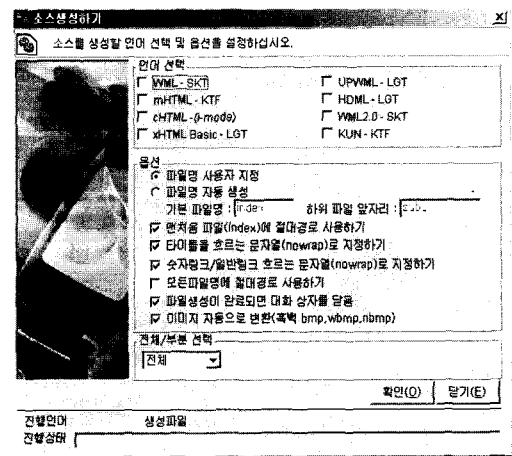 소스생성하기
소스를 생성할 언어 선택 및 옵션을 설정하십시오.
언어 선택
WML - SKT
UPWML - LGT
mHTML - KTF
HDML - LGT
cHTML -(i-mode)
WML2.0 - SKT
xHTML Basic - LGT
KUN - KTF
옵션
파일명 사용자 지정
파일명 자동 생성
기본 파일명 : index 하위 파일 앞자리 :
맨처음 파일(Index)에 절대경로 사용하기
타이틀을 흐르는 문자열(nowrap)로 지정하기
숫자링크/일반링크 흐르는 문자열(nowrap)로 지정하기
모든파일명에 절대경로 사용하기
파일생성이 완료되면 대화 상자를 닫음
이미지 자동으로 변환(흑백 bmp,wbmp,nbmp)
전체/부분 선택
전체
확인(O) 닫기(E)
진행언어 생성파일
진행상태